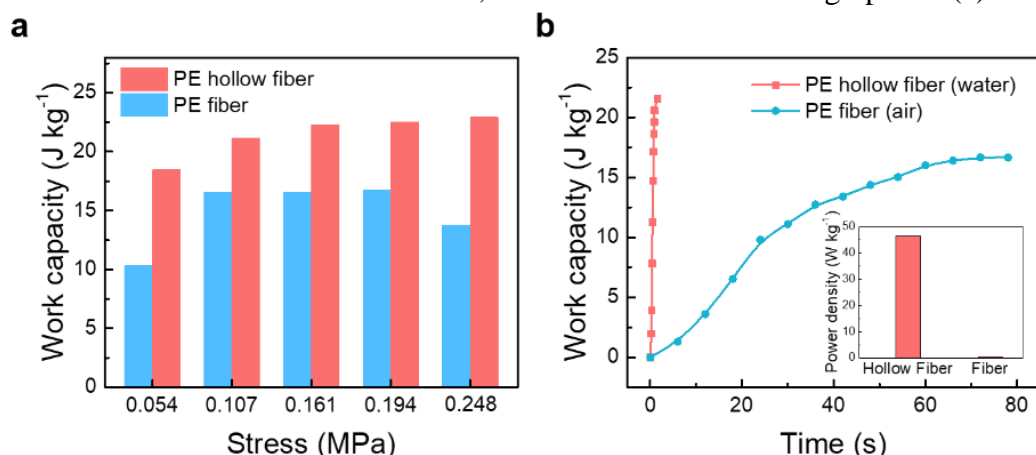 a
b
PE hollow fiber
PE fiber
Work capacity (J kg⁻¹)
25
20
15
10
5
0
0.054 0.107 0.161 0.194 0.248
Stress (MPa)
PE hollow fiber (water)
PE fiber (air)
Work capacity (J kg⁻¹)
25
20
15
10
5
0
0 20 40 60 80
Time (s)
Power density (W kg⁻¹)
50
40
30
20
10
0
Hollow Fiber Fiber